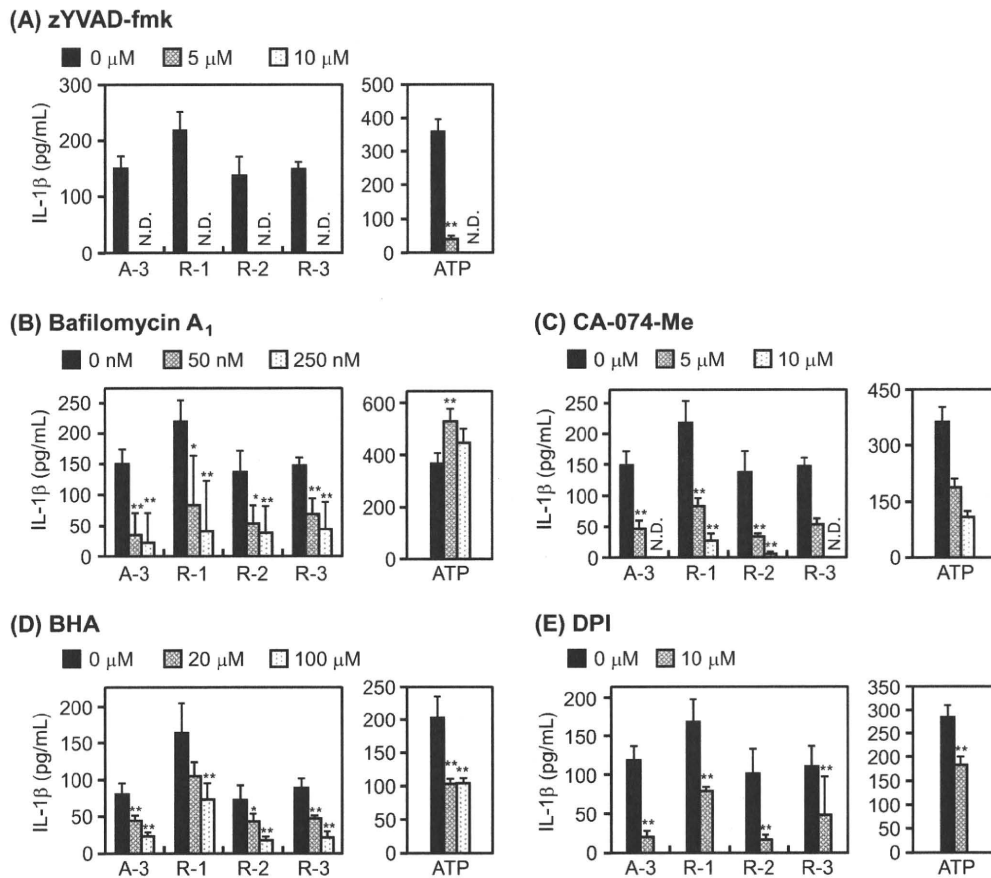 (A) zYVAD-fmk
0 μM 5 μM 10 μM
IL-1β (pg/mL)
300
200
100
0
N.D. N.D. N.D. N.D.
A-3 R-1 R-2 R-3
500
400
300
200
100
0
**
N.D.
ATP
(B) Bafilomycin A1
0 nM 50 nM 250 nM
IL-1β (pg/mL)
250
200
150
100
50
0
** ** * ** * ** ** **
A-3 R-1 R-2 R-3
600
400
200
0
**
ATP
(C) CA-074-Me
0 μM 5 μM 10 μM
IL-1β (pg/mL)
250
200
150
100
50
0
** N.D. ** ** ** ** N.D.
A-3 R-1 R-2 R-3
450
300
150
0
ATP
(D) BHA
0 μM 20 μM 100 μM
IL-1β (pg/mL)
200
150
100
50
0
** ** ** * ** ** **
A-3 R-1 R-2 R-3
250
200
150
100
50
0
** **
ATP
(E) DPI
0 μM 10 μM
IL-1β (pg/mL)
200
150
100
50
0
** ** ** **
A-3 R-1 R-2 R-3
350
300
250
200
150
100
50
0
**
ATP